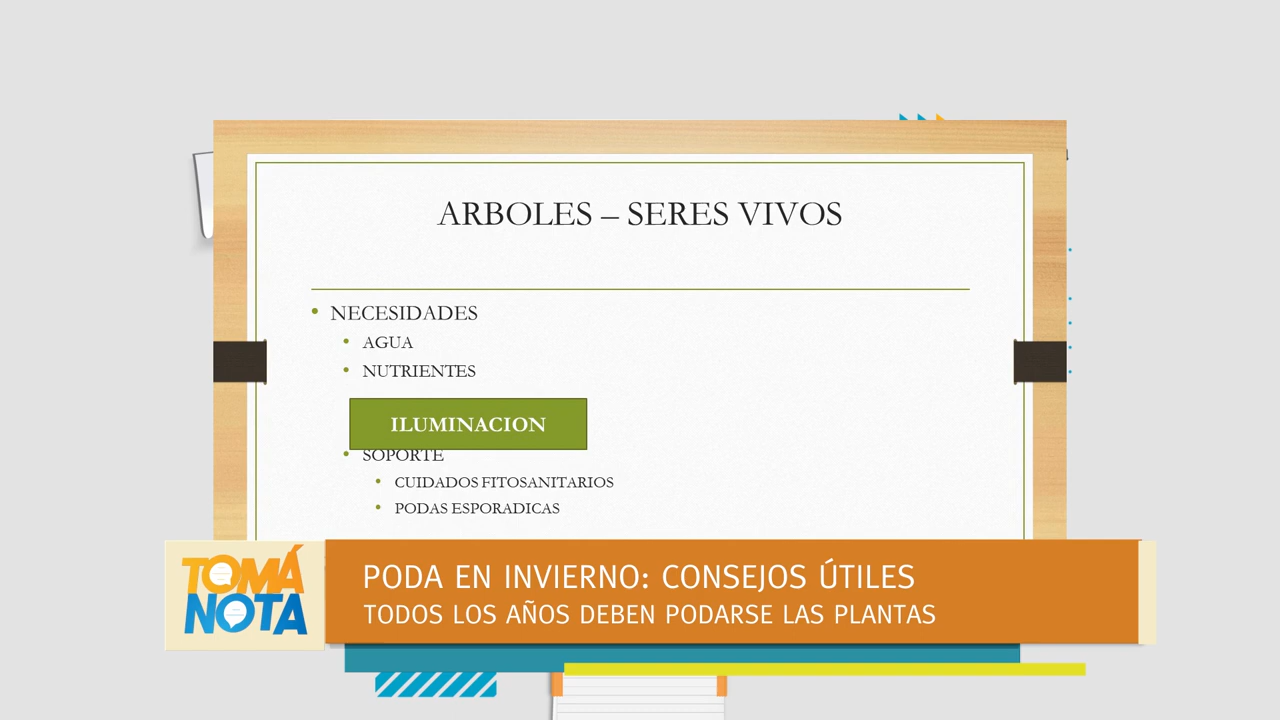 ARBOLES – SERES VIVOS
• NECESIDADES
• AGUA
• NUTRIENTES
ILUMINACION
• SOPORTE
• CUIDADOS FITOSANITARIOS
• PODAS ESPORADICAS
TOMÁ
NOTA
PODA EN INVIERNO: CONSEJOS ÚTILES
TODOS LOS AÑOS DEBEN PODARSE LAS PLANTAS